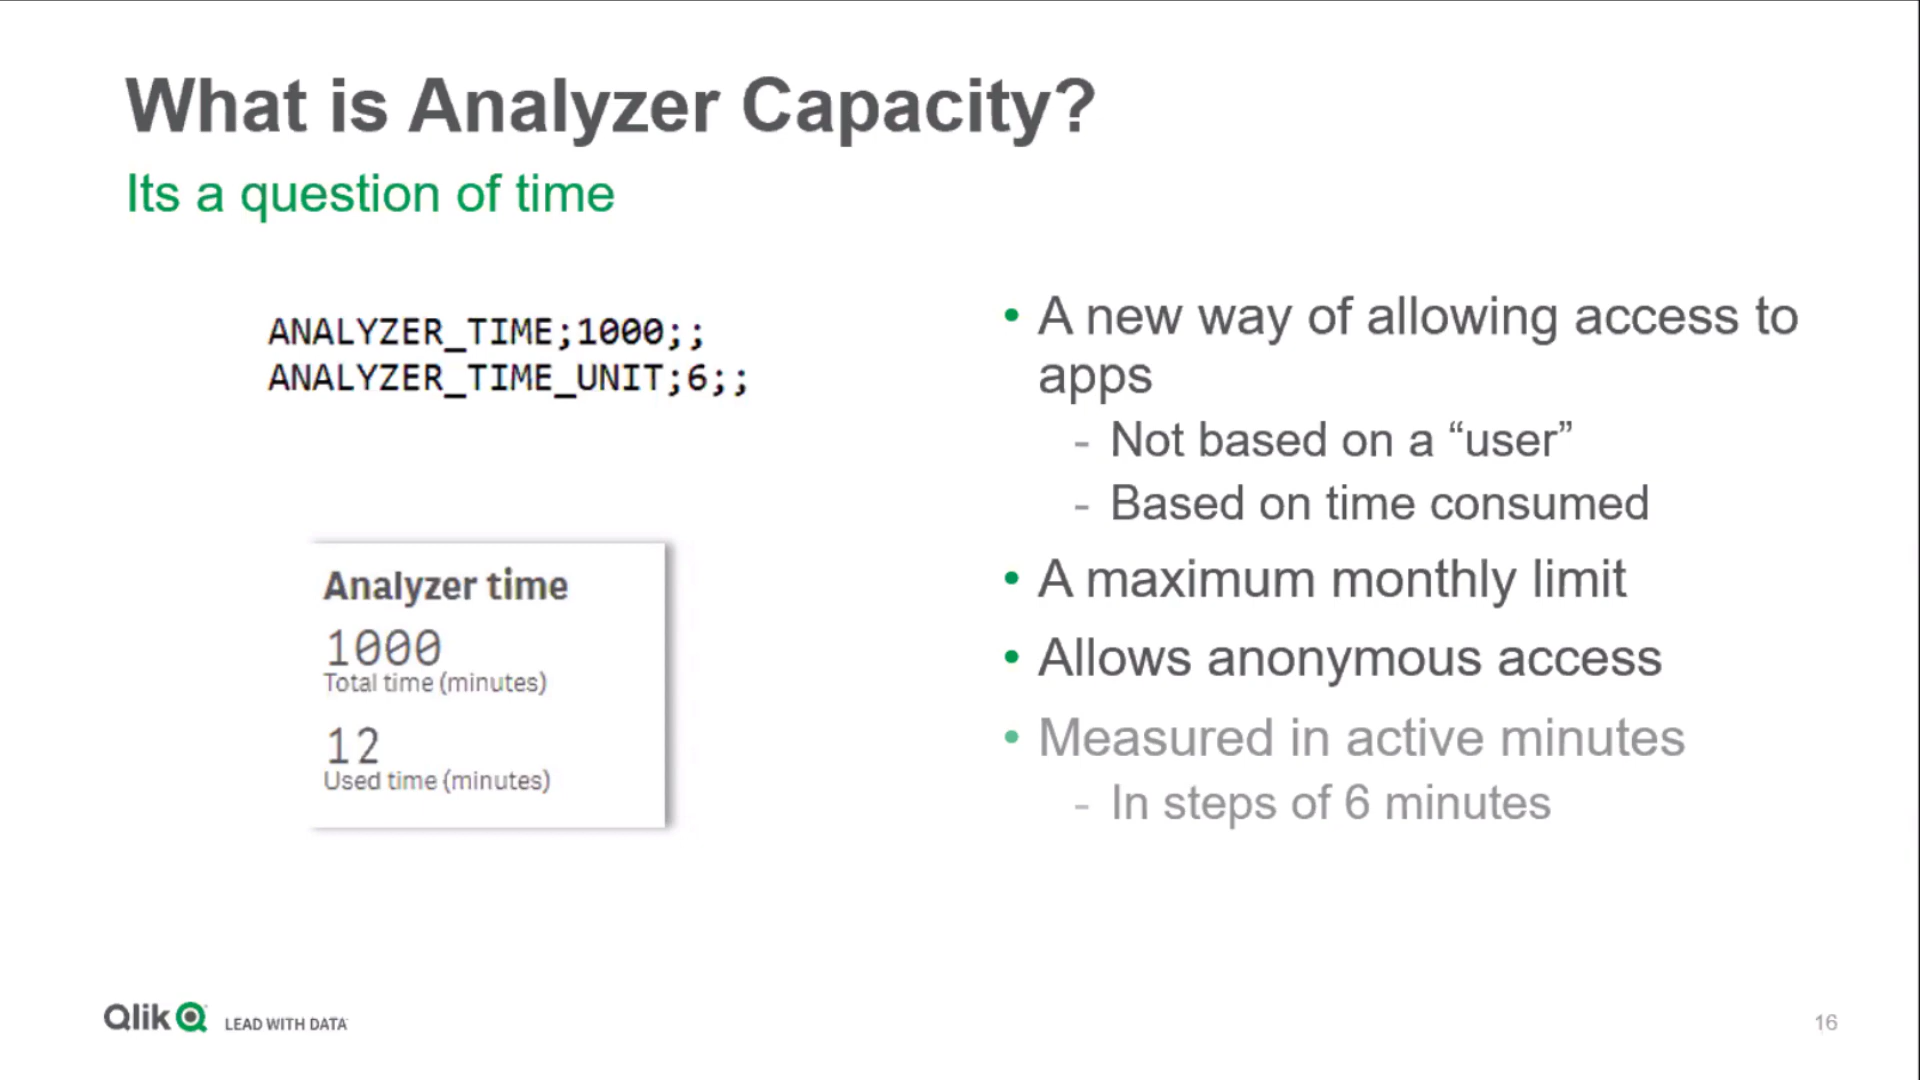 What is Analyzer Capacity?
Its a question of time
ANALYZER_TIME;1000;;
ANALYZER_TIME_UNIT;6;;
Analyzer time
1000
Total time (minutes)
12
Used time (minutes)
• A new way of allowing access to
apps
- Not based on a “user”
- Based on time consumed
• A maximum monthly limit
• Allows anonymous access
• Measured in active minutes
- In steps of 6 minutes
Qlik LEAD WITH DATA
16